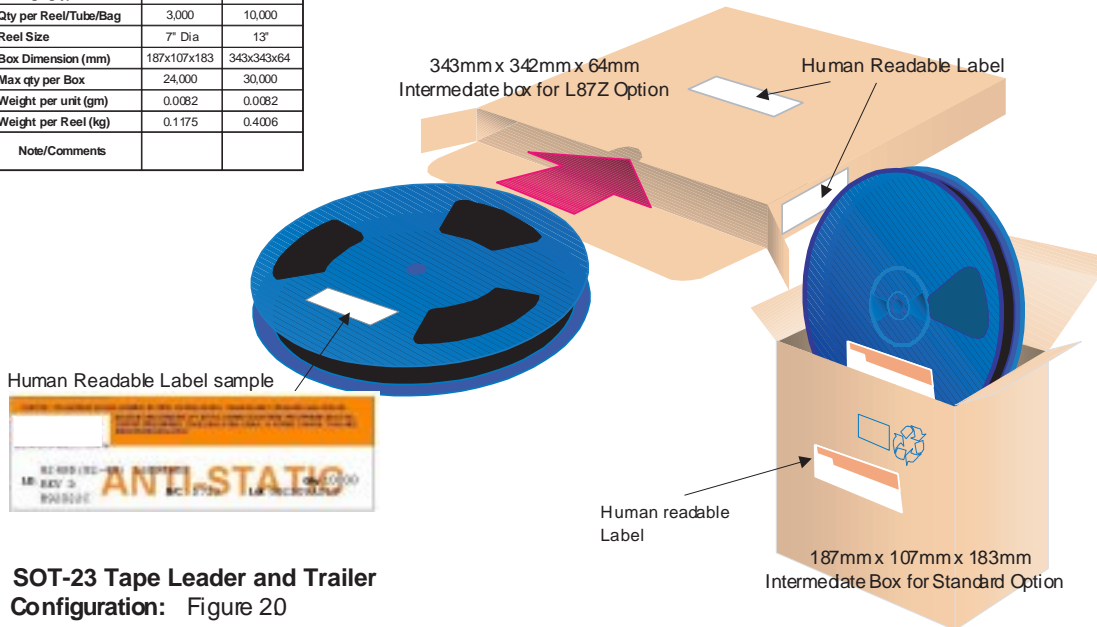 Qty per Reel/Tube/Bag 3,000 10,000
Reel Size 7" Dia 13"
Box Dimension (mm) 187x107x183 343x343x64
Max qty per Box 24,000 30,000
Weight per unit (gm) 0.0082 0.0082
Weight per Reel (kg) 0.1175 0.4006
Note/Comments
343mm x 342mm x 64mm
Intermediate box for L87Z Option
Human Readable Label
Human Readable Label sample
ANTI-STATIC
Human readable
Label
187mm x 107mm x 183mm
Intermediate Box for Standard Option
SOT-23 Tape Leader and Trailer
Configuration: Figure 20